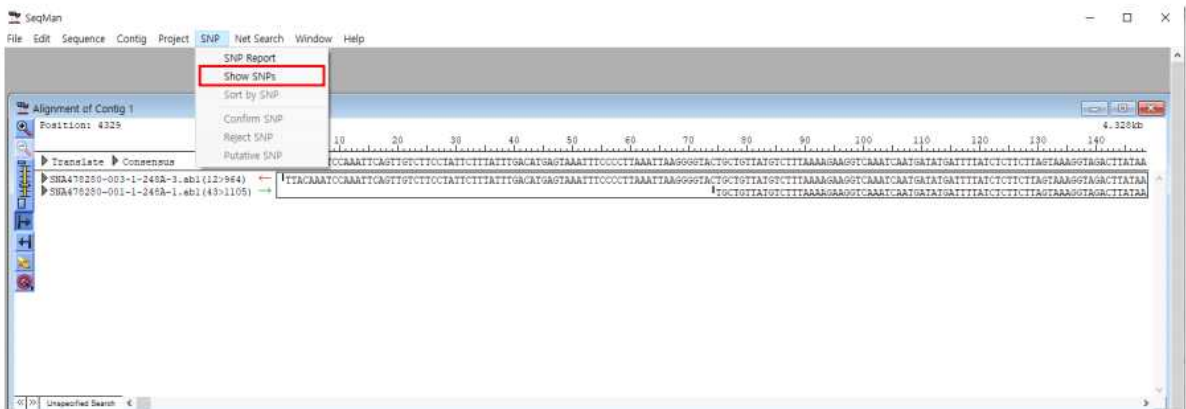 SeqMan
File Edit Sequence Contig Project SNP Net Search Window Help
SNP Report
Show SNPs
Sort by SNP
Confirm SNP
Reject SNP
Putative SNP
Alignment of Contig 1
Position: 4329
4.328kb
10 20 30 40 50 60 70 80 90 100 110 120 130 140
Translate Consensus
CCAAATTCAGTTGTCTTCCTATTCTTTATTTGACATGAGTAAATTTCCCCTTAAATTAAGGGGTACTGCTGTTATGTCTTTAAAAGAAGGTCAAATCAATGATATGATTTTATCTCTTCTTAGTAAAGGTAGACTTATAA
SNA478280-003-1-248A-3.ab1(12>964) ← TTACAAATCCAAATTCAGTTGTCTTCCTATTCTTTATTTGACATGAGTAAATTTCCCCTTAAATTAAGGGGTACTGCTGTTATGTCTTTAAAAGAAGGTCAAATCAATGATATGATTTTATCTCTTCTTAGTAAAGGTAGACTTATAA
SNA478280-001-1-248A-1.ab1(43>1105) → TGCTGTTATGTCTTTAAAAGAAGGTCAAATCAATGATATGATTTTATCTCTTCTTAGTAAAGGTAGACTTATAA
Unspecified Search